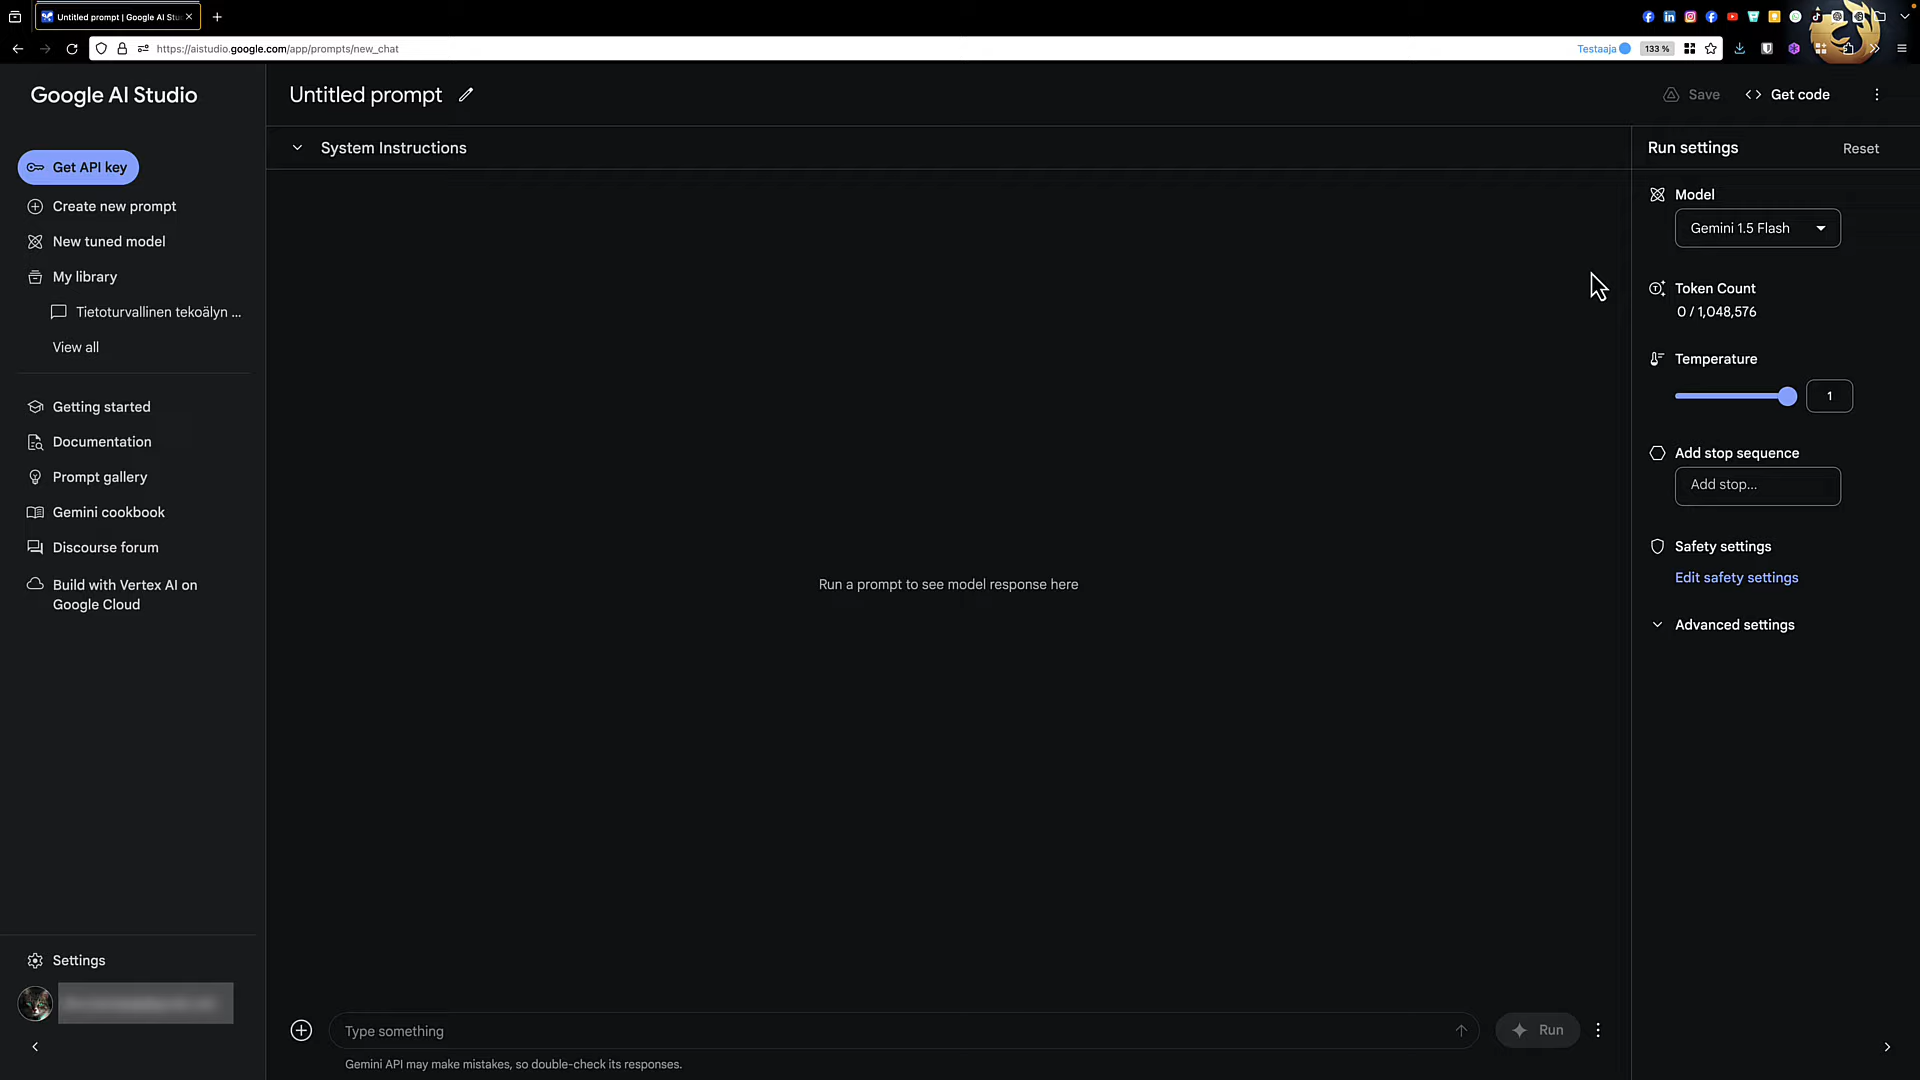 Untitled prompt | Google AI Stu
https://aistudio.google.com/app/prompts/new_chat
Testaaja
133 %
Google AI Studio
Untitled prompt
Save
Get code
System Instructions
Run settings
Reset
Get API key
Create new prompt
New tuned model
My library
Tietoturvallinen tekoälyn ...
View all
Getting started
Documentation
Prompt gallery
Gemini cookbook
Discourse forum
Build with Vertex AI on
Google Cloud
Model
Gemini 1.5 Flash
Token Count
0 / 1,048,576
Temperature
1
Add stop sequence
Add stop...
Safety settings
Edit safety settings
Advanced settings
Run a prompt to see model response here
Settings
Type something
Run
Gemini API may make mistakes, so double-check its responses.